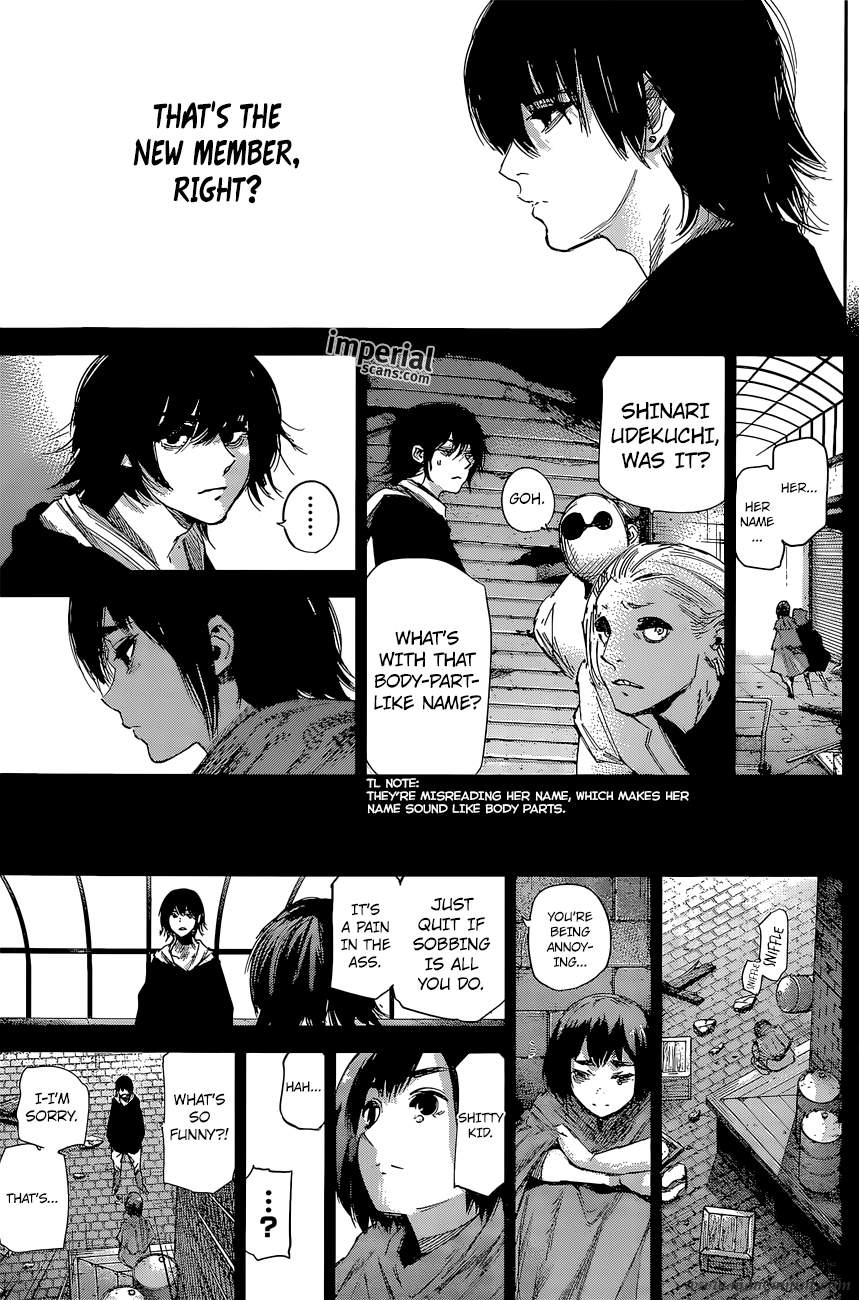 THAT'S THE
NEW MEMBER,
RIGHT?
imperial
scans.com
HER...
HER
NAME
...
SHINARI
UDEKUCHI,
WAS IT?
GOH.
WHAT'S
WITH THAT
BODY-PART-
LIKE NAME?
......
TL NOTE:
THEY'RE MISREADING HER NAME, WHICH MAKES HER
NAME SOUND LIKE BODY PARTS.
SNIFFLE
SNIFFLE
YOU'RE
BEING
ANNOY-
ING...
JUST
QUIT IF
SOBBING
IS ALL
YOU DO.
IT'S
A PAIN
IN THE
ASS.
SHITTY
KID.
HAH...
...?
WHAT'S
SO
FUNNY?!
I-I'M
SORRY.
THAT'S...